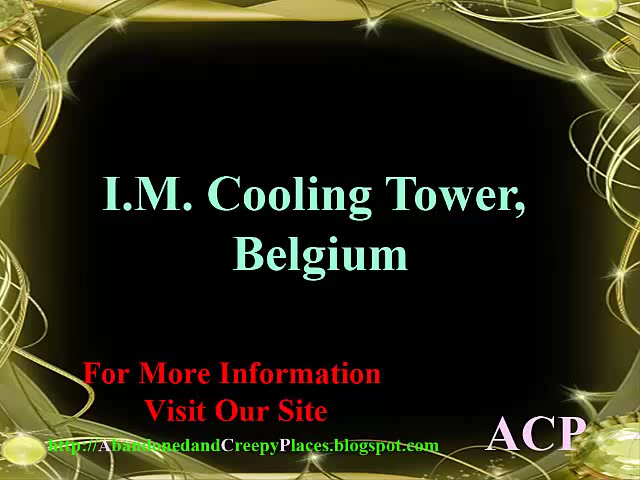 I.M. Cooling Tower,
Belgium
For More Information
Visit Our Site
http://AbandonedandCreepyPlaces.blogspot.com
ACP